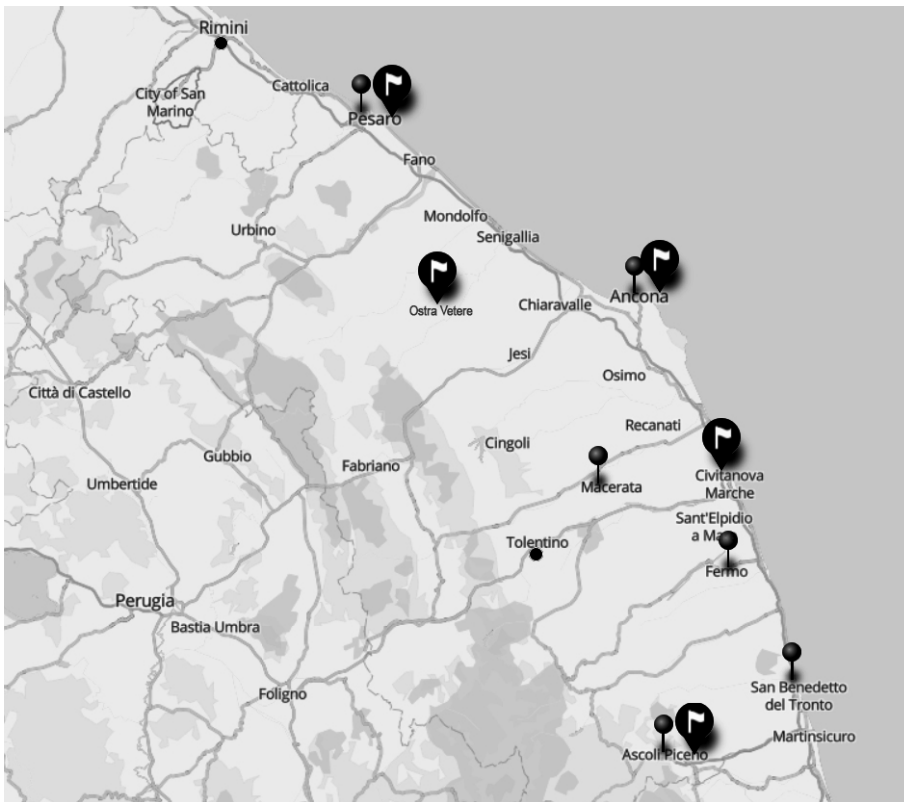 Rimini
Cattolica
City of San
Marino
Pesaro
Fano
Mondolfo
Urbino
Senigallia
Ostra Vetere
Chiaravalle
Ancona
Jesi
Osimo
Città di Castello
Recanati
Cingoli
Gubbio
Fabriano
Umbertide
Macerata
Civitanova
Marche
Sant'Elpidio
a
Tolentino
Fermo
Perugia
Bastia Umbra
Foligno
San Benedetto
del Tronto
Martinsicuro
Ascoli Piceno